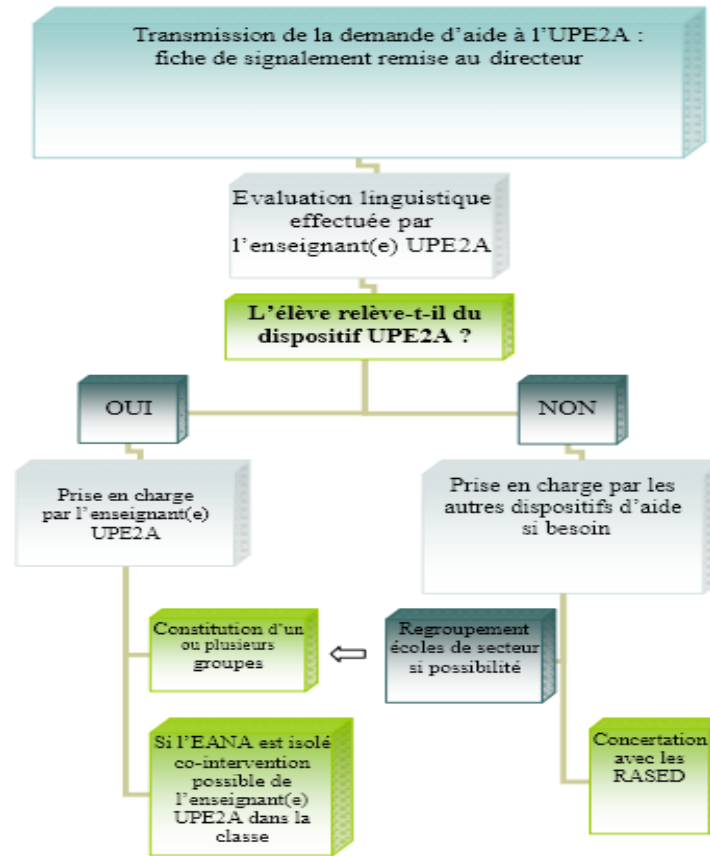 Transmission de la demande d'aide à l'UPE2A :
fiche de signalement remise au directeur
Evaluation linguistique
effectuée par
l'enseignant(e) UPE2A
L'élève relève-t-il du
dispositif UPE2A ?
OUI
NON
Prise en charge
par l'enseignant(e)
UPE2A
Prise en charge par les
autres dispositifs d'aide
si besoin
Constitution d'un
ou plusieurs
groupes
Regroupement
écoles de secteur
si possibilité
Si l'EANA est isolé
co-intervention
possible de
l'enseignant(e)
UPE2A dans la
classe
Concertation
avec les
RASED